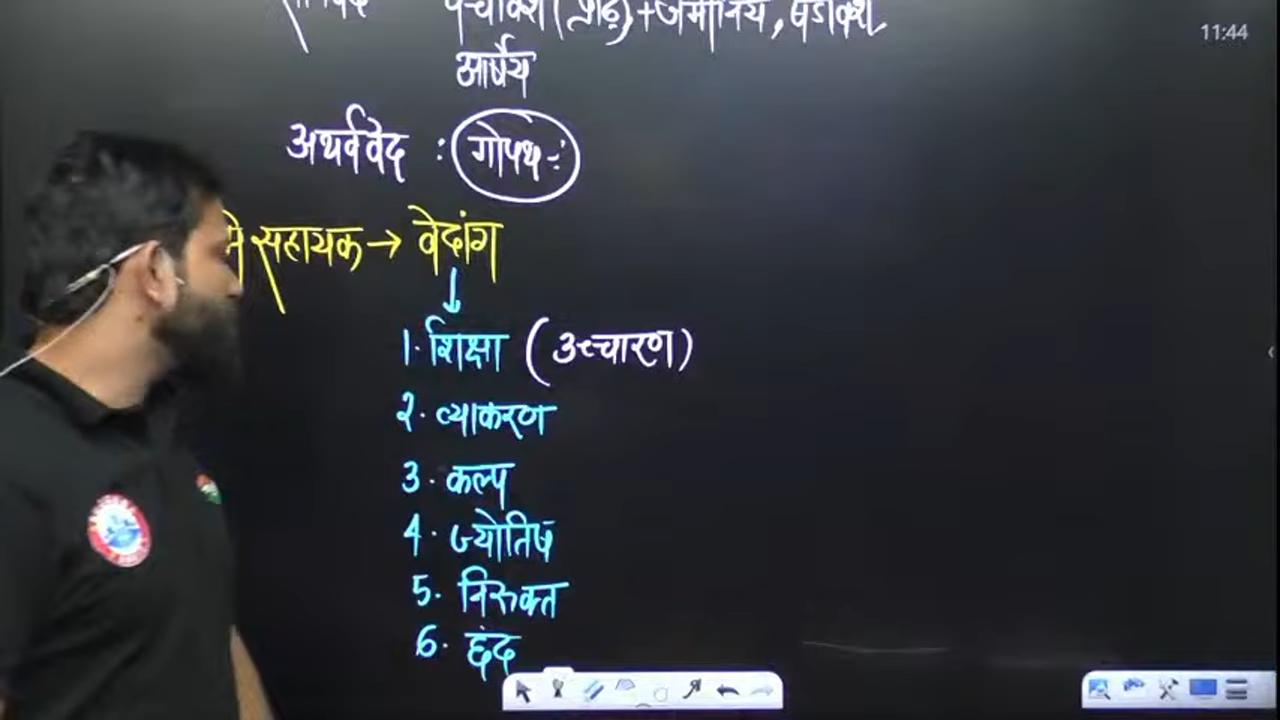 11:44
आर्षेय
अथर्ववेद : गोपथ
सहायक → वेदांग
1. शिक्षा (उच्चारण)
2. व्याकरण
3. कल्प
4. ज्योतिष
5. निरुक्त
6. छंद